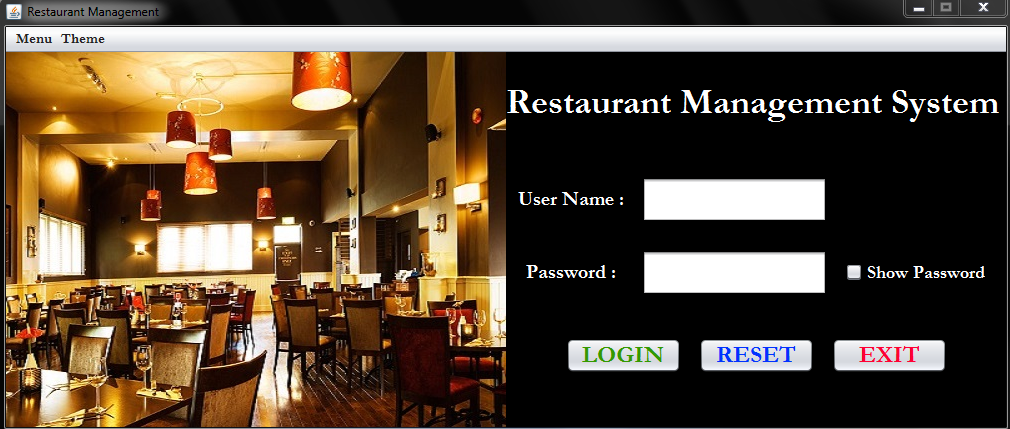 Restaurant Management
Menu Theme
Restaurant Management System
User Name :
Password :
Show Password
LOGIN RESET EXIT